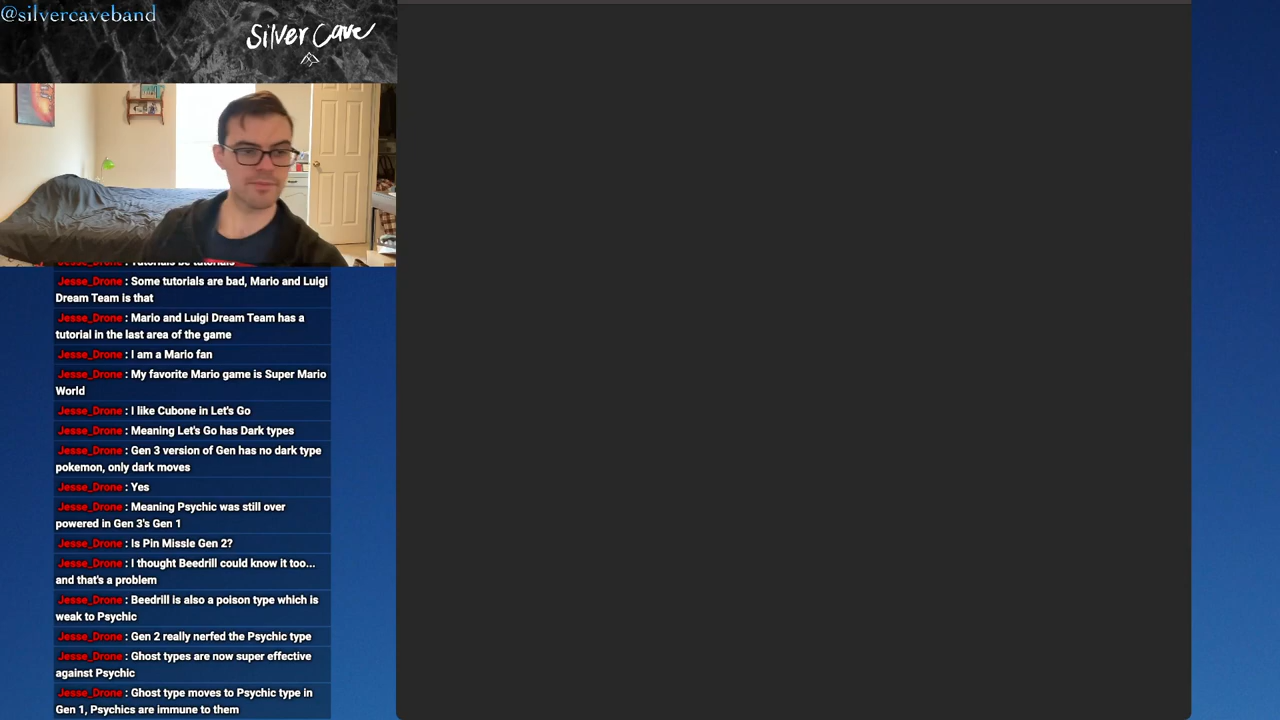 @silvercaveband
Silver Cave
Jesse_Drone : Tutorials be tutorials
Jesse_Drone : Some tutorials are bad, Mario and Luigi
Dream Team is that
Jesse_Drone : Mario and Luigi Dream Team has a
tutorial in the last area of the game
Jesse_Drone : I am a Mario fan
Jesse_Drone : My favorite Mario game is Super Mario
World
Jesse_Drone : I like Cubone in Let's Go
Jesse_Drone : Meaning Let's Go has Dark types
Jesse_Drone : Gen 3 version of Gen has no dark type
pokemon, only dark moves
Jesse_Drone : Yes
Jesse_Drone : Meaning Psychic was still over
powered in Gen 3's Gen 1
Jesse_Drone : Is Pin Missle Gen 2?
Jesse_Drone : I thought Beedrill could know it too...
and that's a problem
Jesse_Drone : Beedrill is also a poison type which is
weak to Psychic
Jesse_Drone : Gen 2 really nerfed the Psychic type
Jesse_Drone : Ghost types are now super effective
against Psychic
Jesse_Drone : Ghost type moves to Psychic type in
Gen 1, Psychics are immune to them